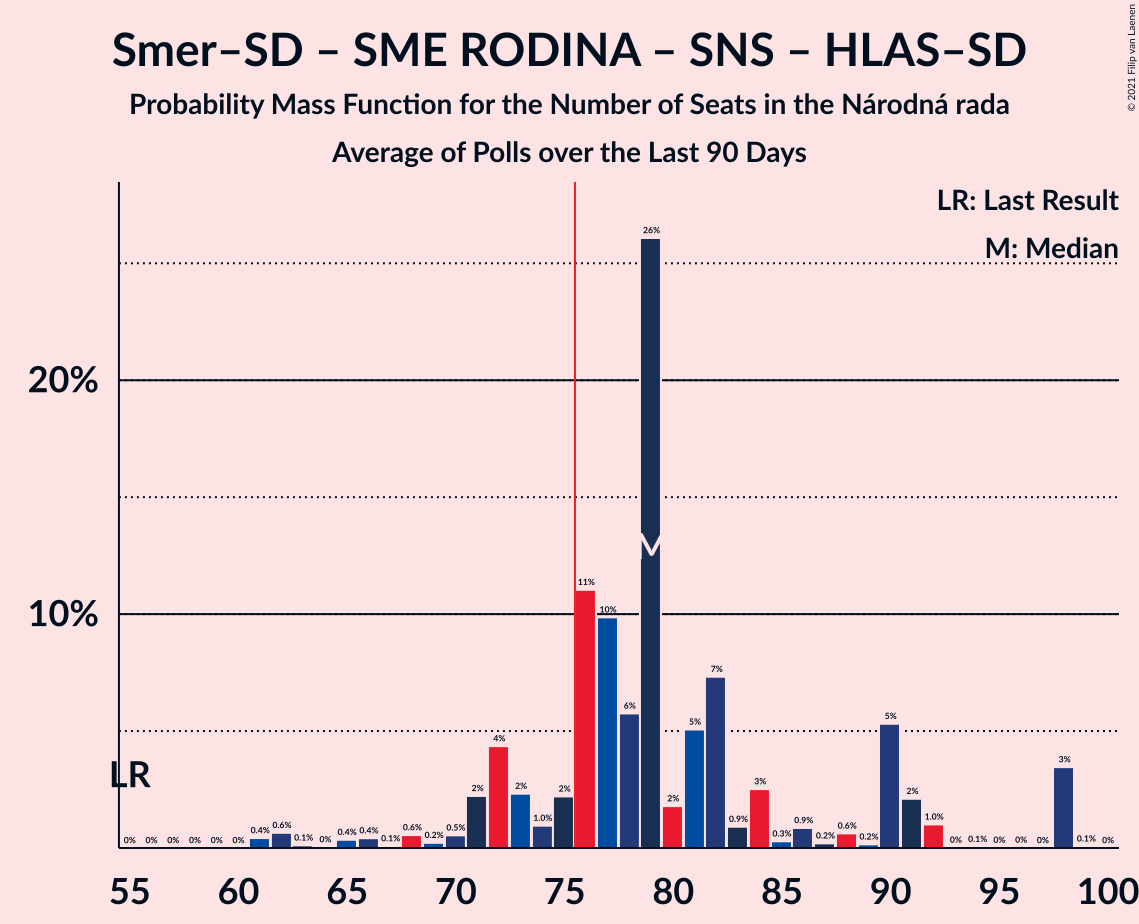 Smer–SD – SME RODINA – SNS – HLAS–SD
Probability Mass Function for the Number of Seats in the Národná rada
Average of Polls over the Last 90 Days
© 2021 Filip van Laenen
LR: Last Result
M: Median
20%
10%
LR
M
0% 0% 0% 0% 0% 0% 0.4% 0.6% 0.1% 0% 0.4% 0.4% 0.1% 0.6% 0.2% 0.5% 2% 4% 2% 1.0% 2% 11% 10% 6% 26% 2% 5% 7% 0.9% 3% 0.3% 0.9% 0.2% 0.6% 0.2% 5% 2% 1.0% 0% 0.1% 0% 0% 0% 3% 0.1% 0%
55 60 65 70 75 80 85 90 95 100